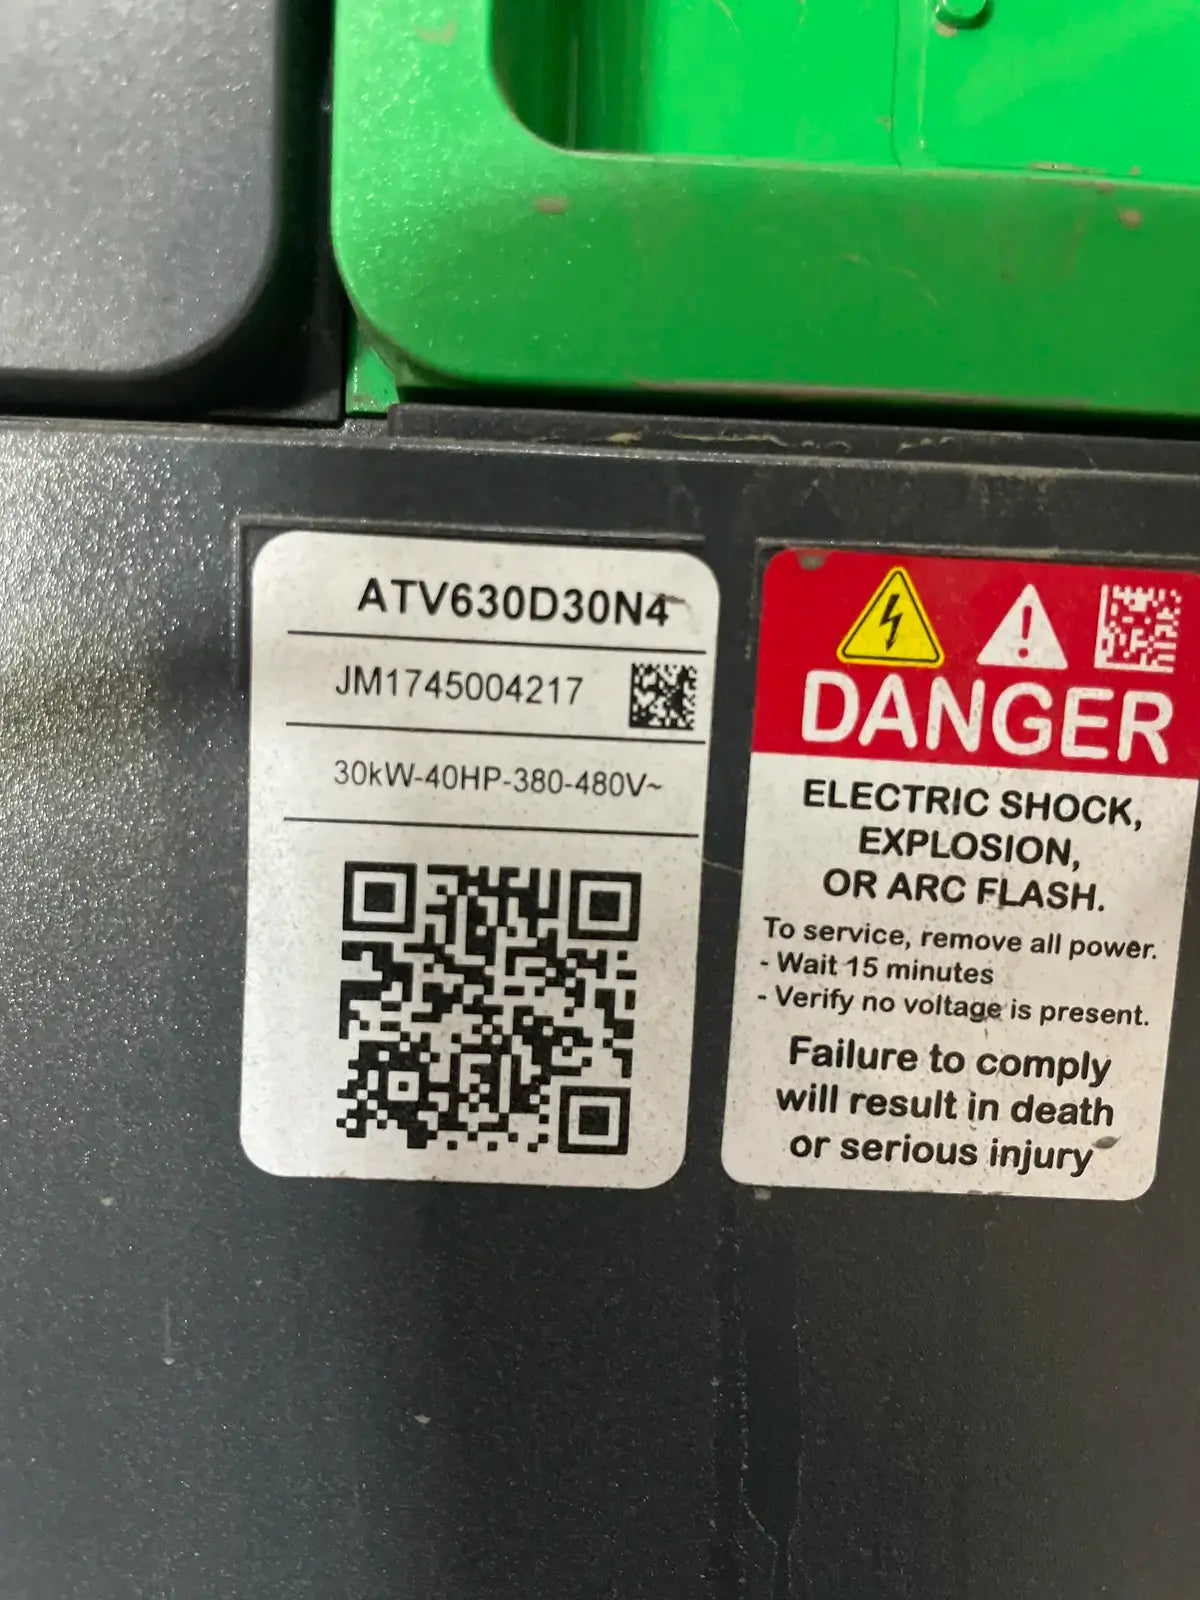 ATV630D30N4
JM1745004217
30kW-40HP-380-480V~
DANGER
ELECTRIC SHOCK,
EXPLOSION,
OR ARC FLASH.
To service, remove all power.
- Wait 15 minutes
- Verify no voltage is present.
Failure to comply
will result in death
or serious injury